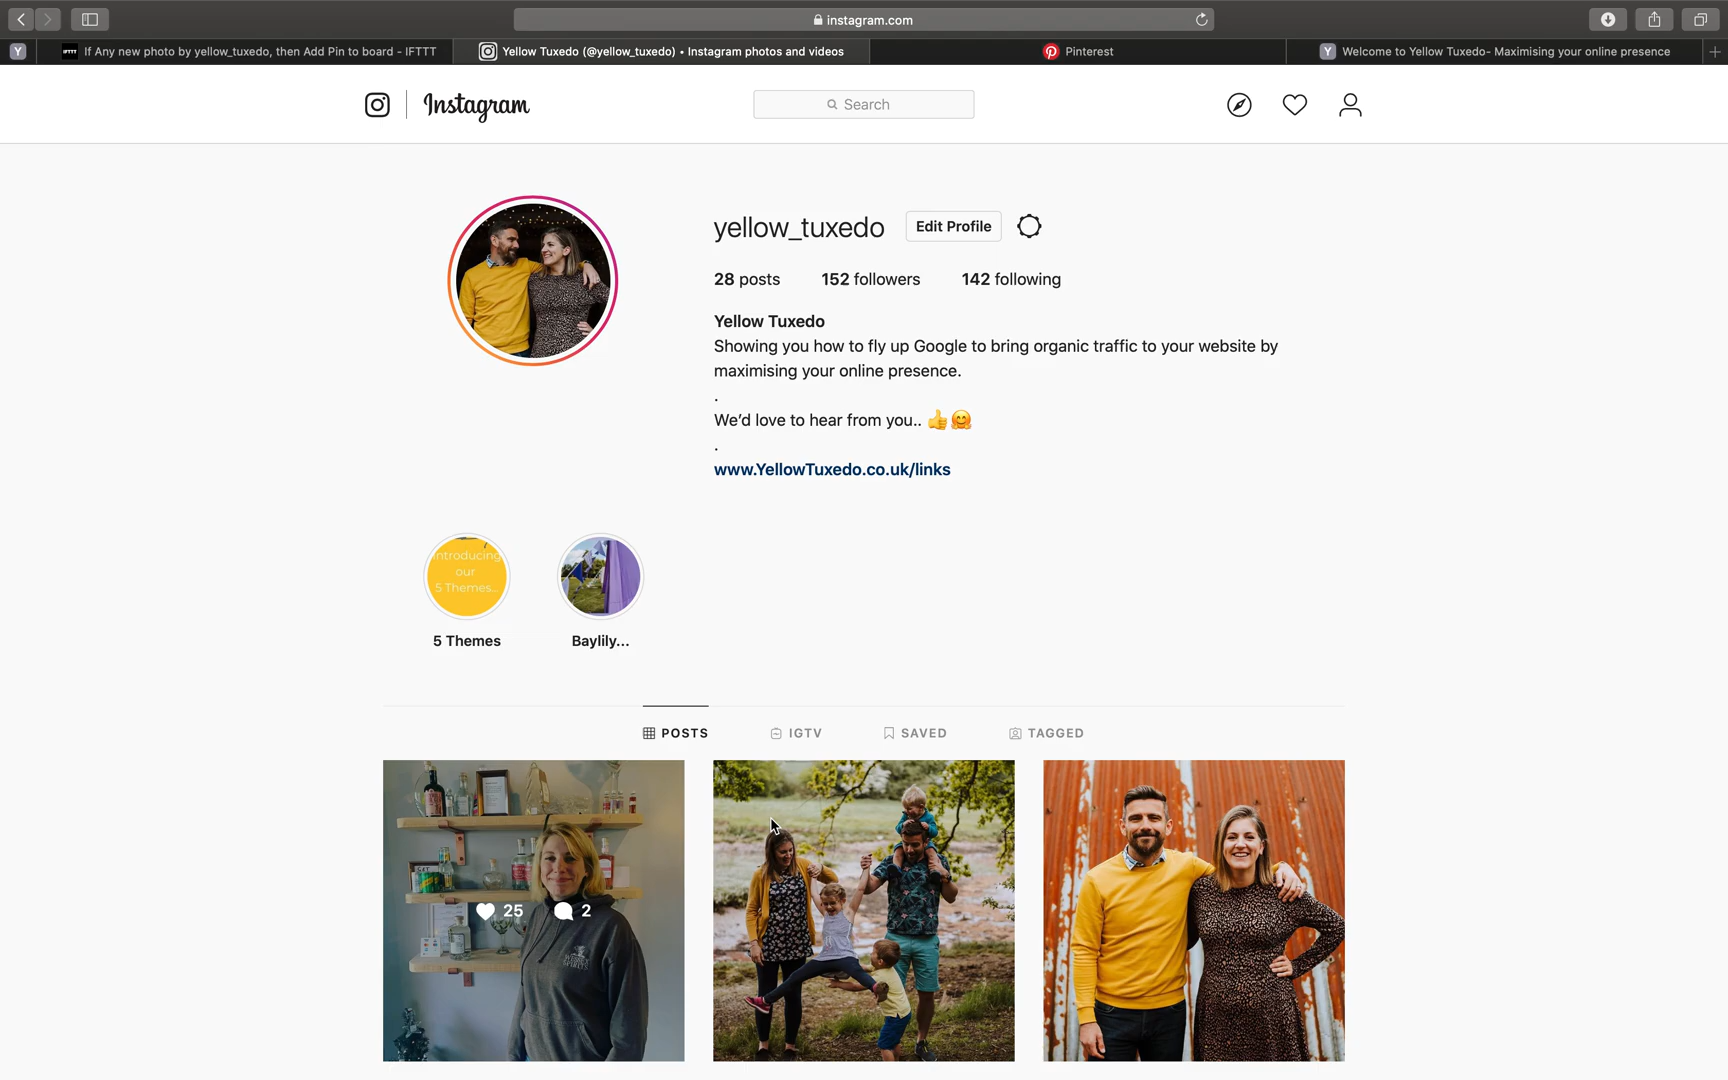 instagram.com
Y
IFTTT If Any new photo by yellow_tuxedo, then Add Pin to board - IFTTT
Yellow Tuxedo (@yellow_tuxedo) • Instagram photos and videos
Pinterest
Y Welcome to Yellow Tuxedo- Maximising your online presence
Instagram
Search
yellow_tuxedo Edit Profile
28 posts 152 followers 142 following
Yellow Tuxedo
Showing you how to fly up Google to bring organic traffic to your website by
maximising your online presence.
.
We'd love to hear from you.. 👍🤗
.
www.YellowTuxedo.co.uk/links
Introducing
our
5 Themes...
5 Themes
Baylily...
POSTS IGTV SAVED TAGGED
25 2